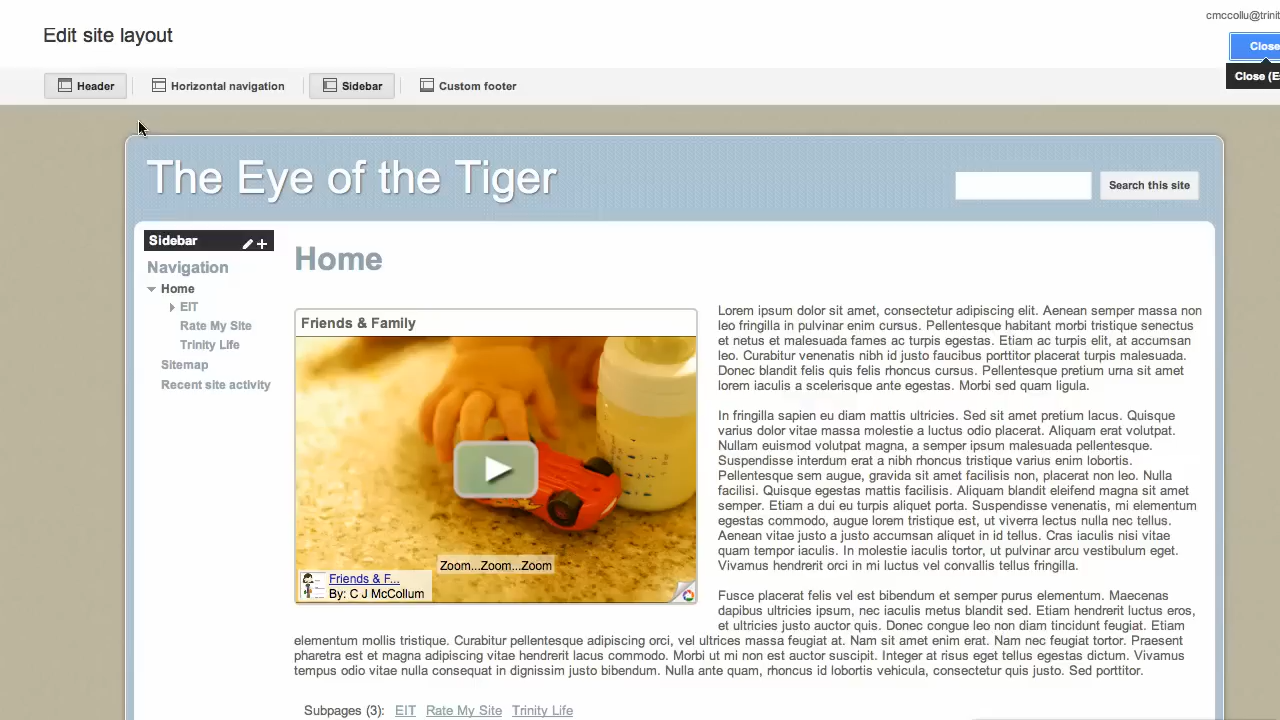 cmccollu@trinit
Edit site layout
Close
Close (E
Header
Horizontal navigation
Sidebar
Custom footer
The Eye of the Tiger
Search this site
Sidebar
Navigation
Home
EIT
Rate My Site
Trinity Life
Sitemap
Recent site activity
Home
Friends & Family
Zoom...Zoom...Zoom
Friends & F...
By: C J McCollum
Lorem ipsum dolor sit amet, consectetur adipiscing elit. Aenean semper massa non
leo fringilla in pulvinar enim cursus. Pellentesque habitant morbi tristique senectus
et netus et malesuada fames ac turpis egestas. Etiam ac turpis elit, at accumsan
leo. Curabitur venenatis nibh id justo faucibus porttitor placerat turpis malesuada.
Donec blandit felis quis felis rhoncus cursus. Pellentesque pretium urna sit amet
lorem iaculis a scelerisque ante egestas. Morbi sed quam ligula.
In fringilla sapien eu diam mattis ultricies. Sed sit amet pretium lacus. Quisque
varius dolor vitae massa molestie a luctus odio placerat. Aliquam erat volutpat.
Nullam euismod volutpat magna, a semper ipsum malesuada pellentesque.
Suspendisse interdum erat a nibh rhoncus tristique varius enim lobortis.
Pellentesque sem augue, gravida sit amet facilisis non, placerat non leo. Nulla
facilisi. Quisque egestas mattis facilisis. Aliquam blandit eleifend magna sit amet
semper. Etiam a dui eu turpis aliquet porta. Suspendisse venenatis, mi elementum
egestas commodo, augue lorem tristique est, ut viverra lectus nulla nec tellus.
Aenean vitae justo a justo accumsan aliquet in id tellus. Cras iaculis nisi vitae
quam tempor iaculis. In molestie iaculis tortor, ut pulvinar arcu vestibulum eget.
Vivamus hendrerit orci in mi luctus vel convallis tellus fringilla.
Fusce placerat felis vel est bibendum et semper purus elementum. Maecenas
dapibus ultricies ipsum, nec iaculis metus blandit sed. Etiam hendrerit luctus eros,
et ultricies justo auctor quis. Donec congue leo non diam tincidunt feugiat. Etiam
elementum mollis tristique. Curabitur pellentesque adipiscing orci, vel ultrices massa feugiat at. Nam sit amet enim erat. Nam nec feugiat tortor. Praesent
pharetra est et magna adipiscing vitae hendrerit lacus commodo. Morbi ut mi non est auctor suscipit. Integer at risus eget tellus egestas dictum. Vivamus
tempus odio vitae nulla consequat in dignissim justo bibendum. Nulla ante quam, rhoncus id lobortis vehicula, consectetur quis justo. Sed porttitor.
Subpages (3): EIT Rate My Site Trinity Life